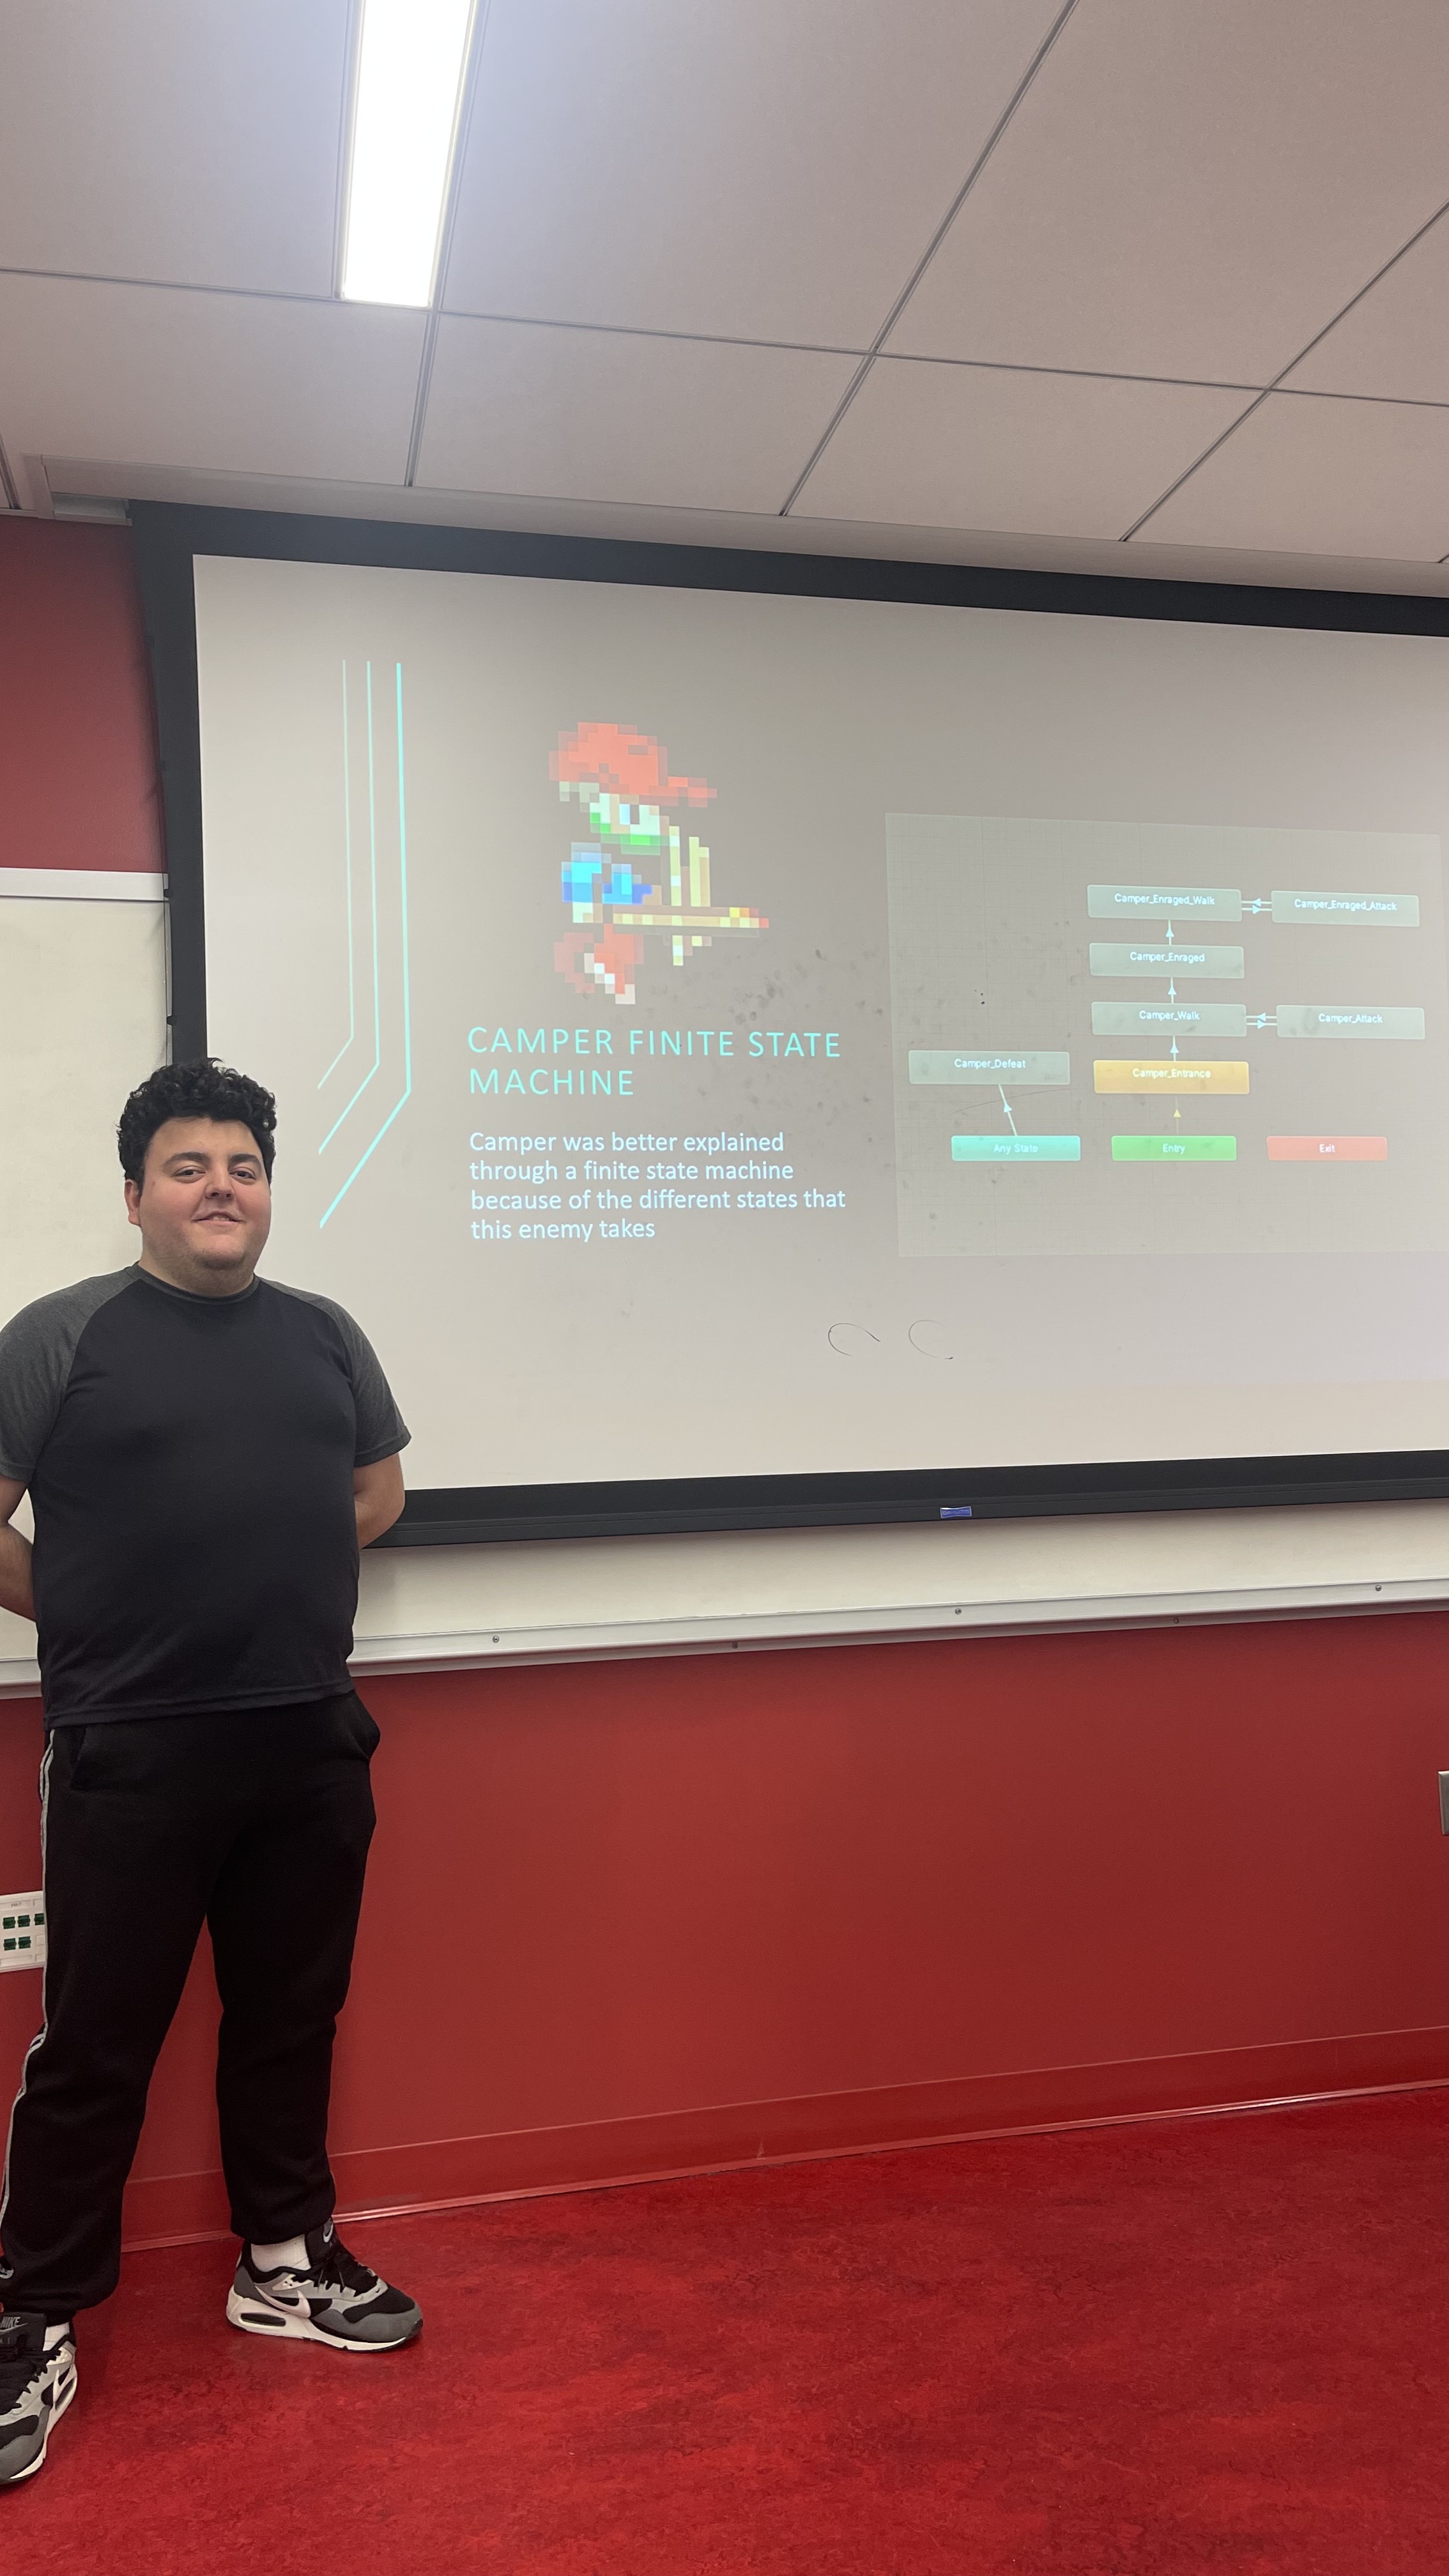 CAMPER FINITE STATE
MACHINE
Camper was better explained
through a finite state machine
because of the different states that
this enemy takes
Camper_Enraged_Walk
Camper_Enraged_Attack
Camper_Enraged
Camper_Walk
Camper_Attack
Camper_Defeat
Camper_Entrance
Any State
Entry
Exit
NIKE